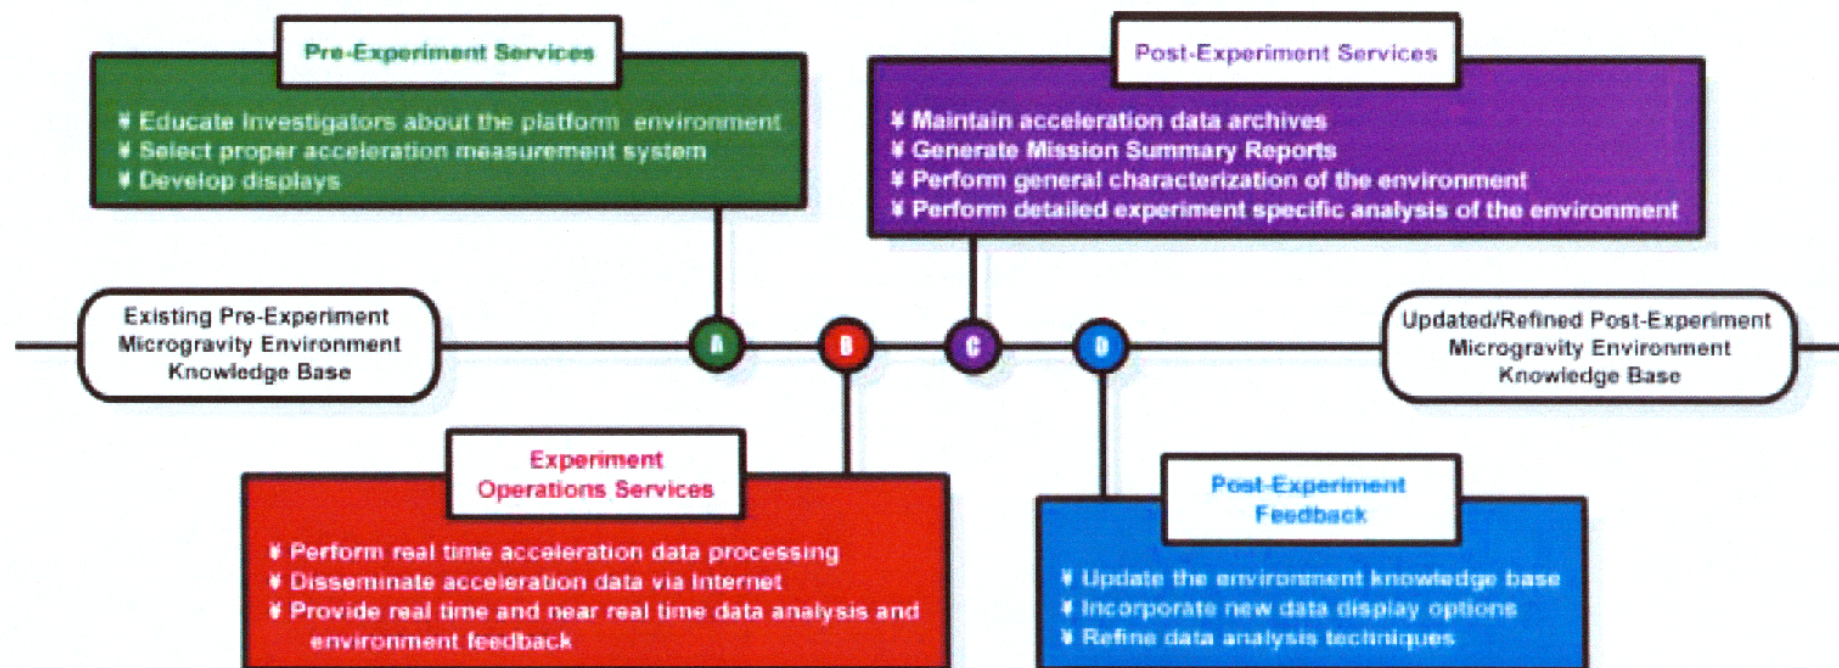 Pre-Experiment Services
¥ Educate Investigators about the platform environment
¥ Select proper acceleration measurement system
¥ Develop displays
Post-Experiment Services
¥ Maintain acceleration data archives
¥ Generate Mission Summary Reports
¥ Perform general characterization of the environment
¥ Perform detailed experiment specific analysis of the environment
Existing Pre-Experiment
Microgravity Environment
Knowledge Base
A
B
C
D
Updated/Refined Post-Experiment
Microgravity Environment
Knowledge Base
Experiment
Operations Services
¥ Perform real time acceleration data processing
¥ Disseminate acceleration data via Internet
¥ Provide real time and near real time data analysis and
environment feedback
Post-Experiment
Feedback
¥ Update the environment knowledge base
¥ Incorporate new data display options
¥ Refine data analysis techniques